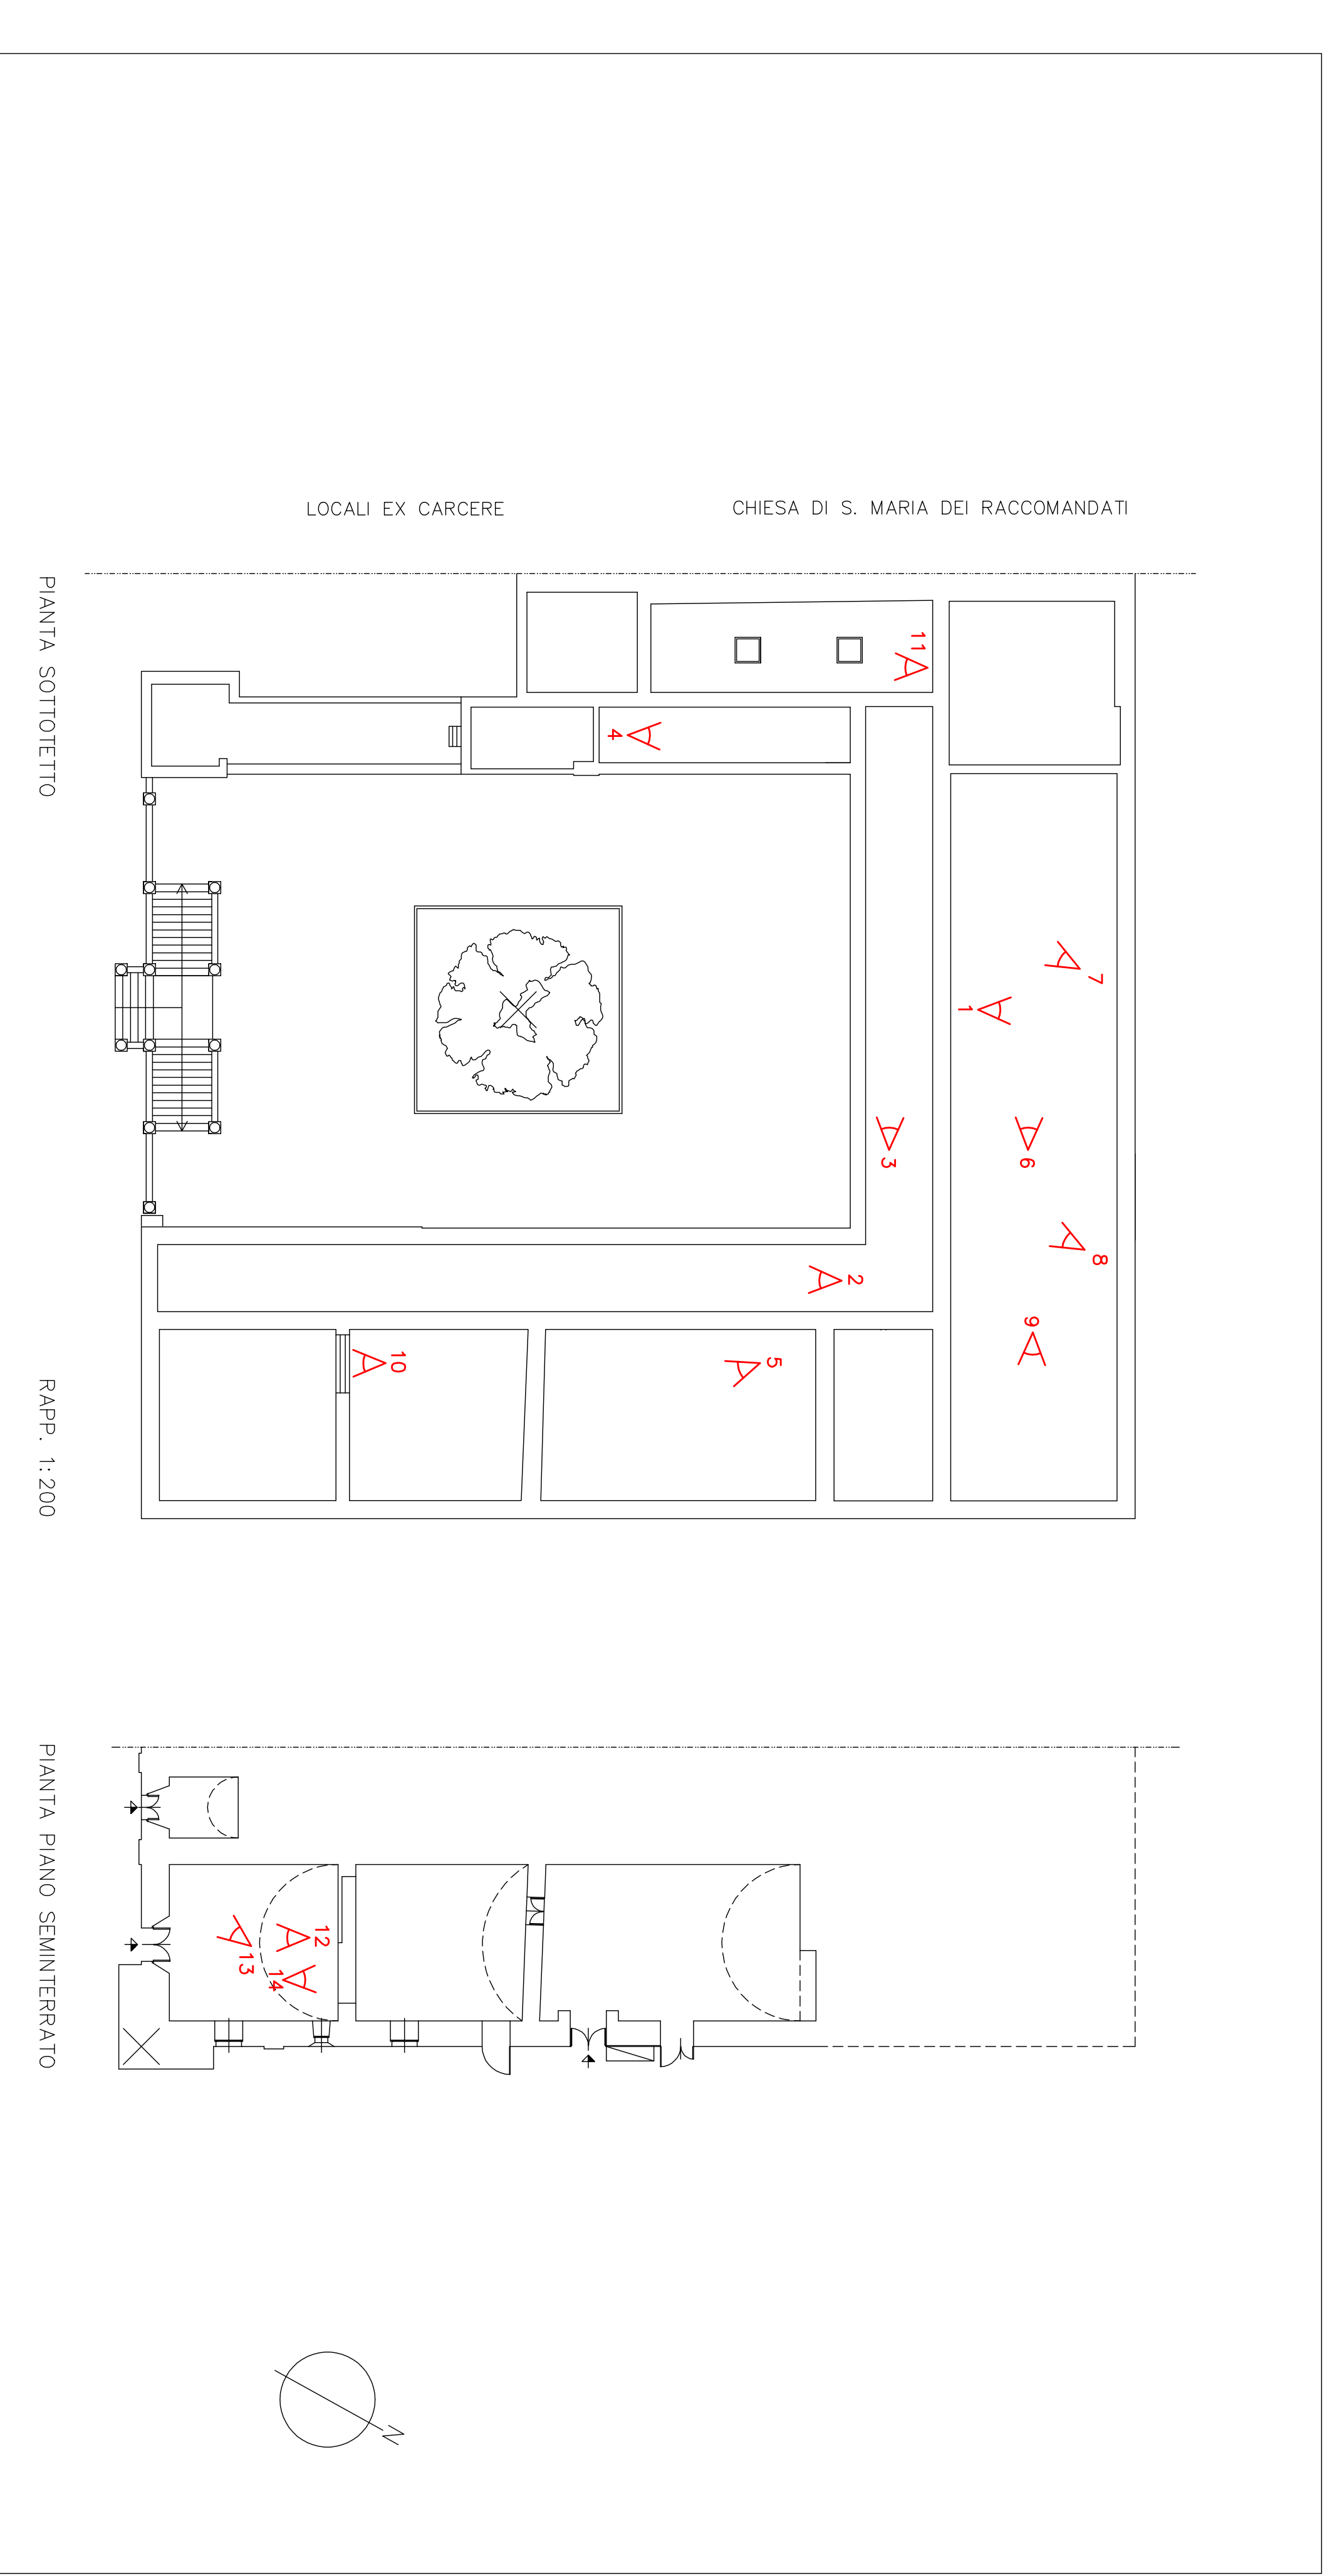 LOCALI EX CARCERE
CHIESA DI S. MARIA DEI RACCOMANDATI
11
4
7
1
3
6
8
2
9
10
5
PIANTA SOTTOTETTO
RAPP. 1:200
12
13
14
PIANTA PIANO SEMINTERRATO
N